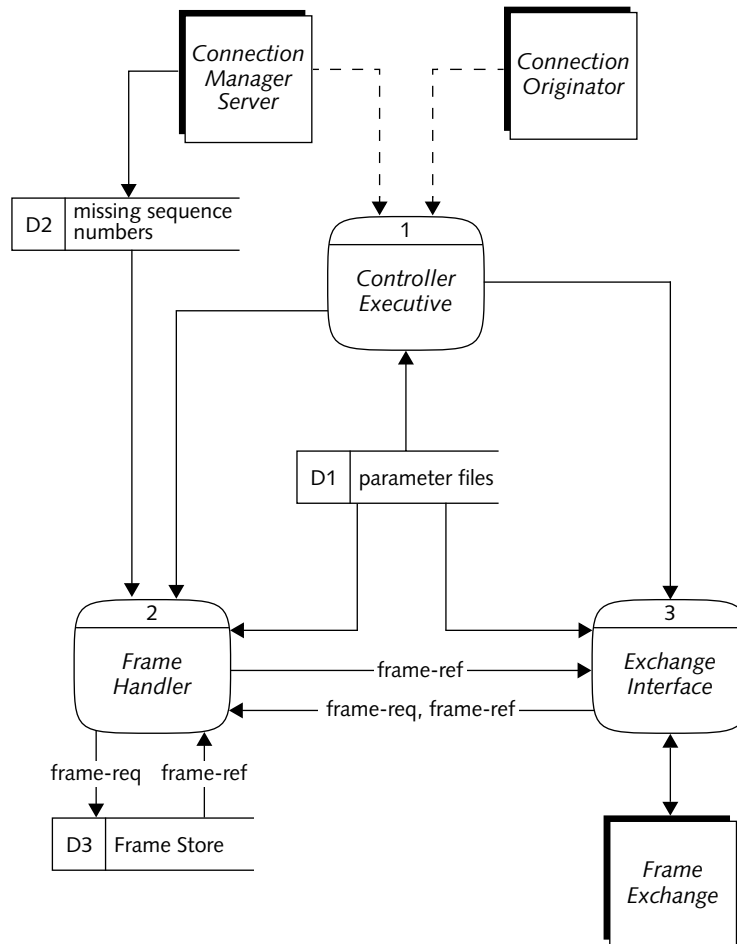 Connection
Manager
Server
Connection
Originator
D2
missing sequence
numbers
1
Controller
Executive
D1
parameter files
2
Frame
Handler
3
Exchange
Interface
frame-ref
frame-req, frame-ref
frame-req
frame-ref
D3
Frame Store
Frame
Exchange